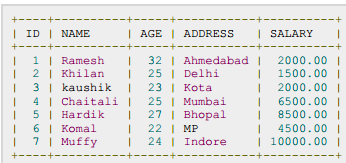 +----+----------+-----+-----------+----------+
| ID | NAME     | AGE | ADDRESS   | SALARY   |
+----+----------+-----+-----------+----------+
|  1 | Ramesh   |  32 | Ahmedabad |  2000.00 |
|  2 | Khilan   |  25 | Delhi     |  1500.00 |
|  3 | kaushik  |  23 | Kota      |  2000.00 |
|  4 | Chaitali |  25 | Mumbai    |  6500.00 |
|  5 | Hardik   |  27 | Bhopal    |  8500.00 |
|  6 | Komal    |  22 | MP        |  4500.00 |
|  7 | Muffy    |  24 | Indore    | 10000.00 |
+----+----------+-----+-----------+----------+